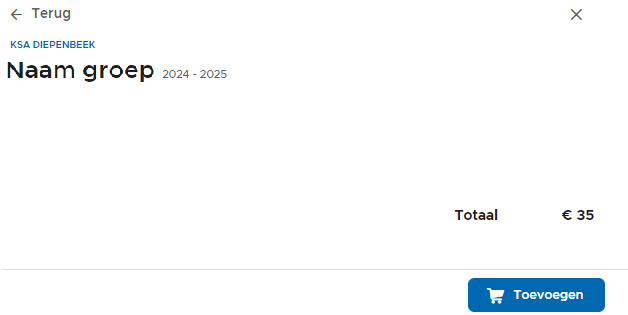 Terug
KSA DIEPENBEEK
Naam groep 2024 - 2025
Totaal € 35
Toevoegen